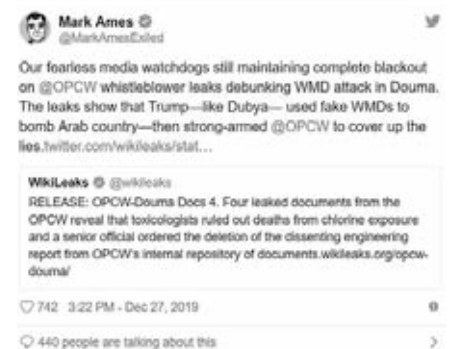 Mark Ames
@MarkAmesExiled
Our fearless media watchdogs still maintaining complete blackout
on @OPCW whistleblower leaks debunking WMD attack in Douma.
The leaks show that Trump—like Dubya— used fake WMDs to
bomb Arab country—then strong-armed @OPCW to cover up the
lies.twitter.com/wikileaks/stat…
WikiLeaks @wikileaks
RELEASE: OPCW-Douma Docs 4. Four leaked documents from the
OPCW reveal that toxicologists ruled out deaths from chlorine exposure
and a senior official ordered the deletion of the dissenting engineering
report from OPCW's internal repository of documents.wikileaks.org/opcw-
douma/
742 3:22 PM - Dec 27, 2019
440 people are talking about this